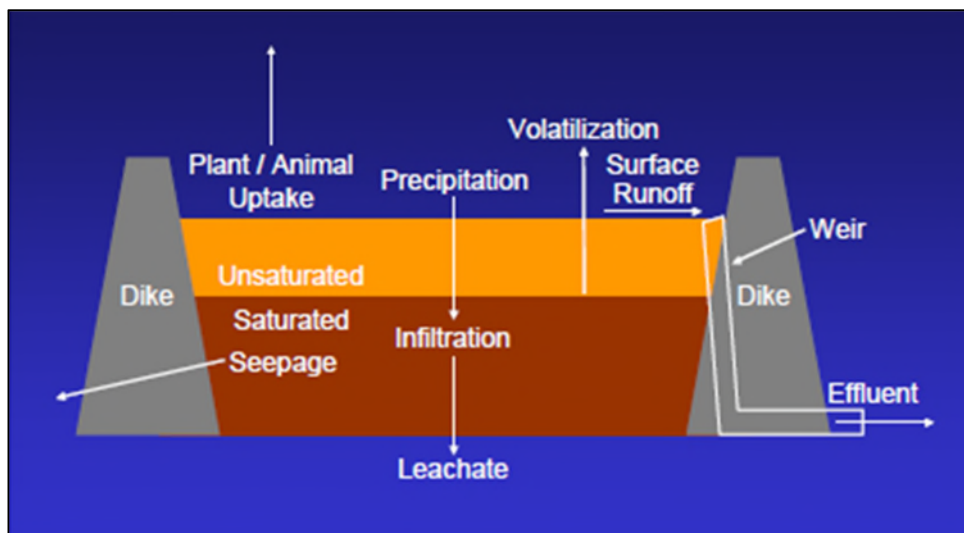 Volatilization
Plant / Animal
Uptake
Precipitation
Surface
Runoff
Weir
Unsaturated
Dike
Dike
Saturated
Infiltration
Seepage
Effluent
Leachate